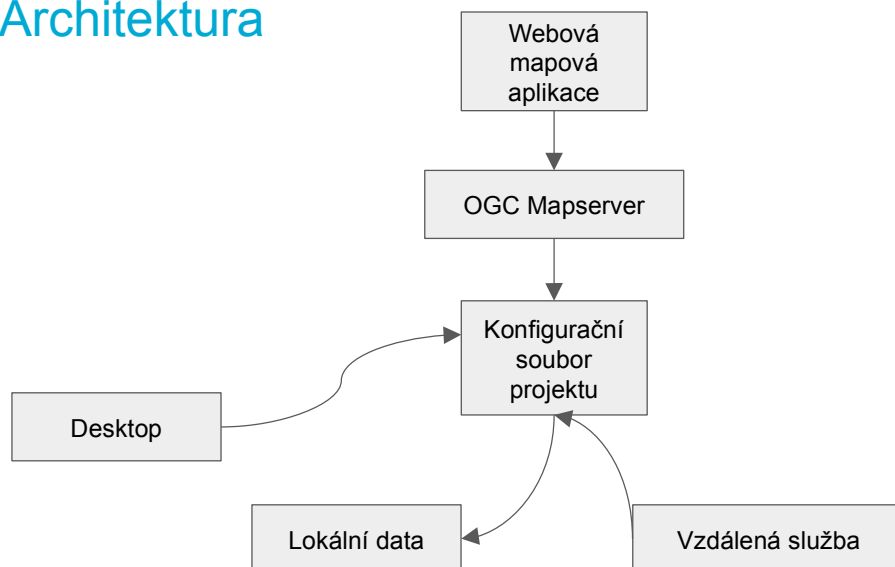 Architektura
Webová
mapová
aplikace
OGC Mapserver
Konfigurační
soubor
projektu
Desktop
Lokální data
Vzdálená služba